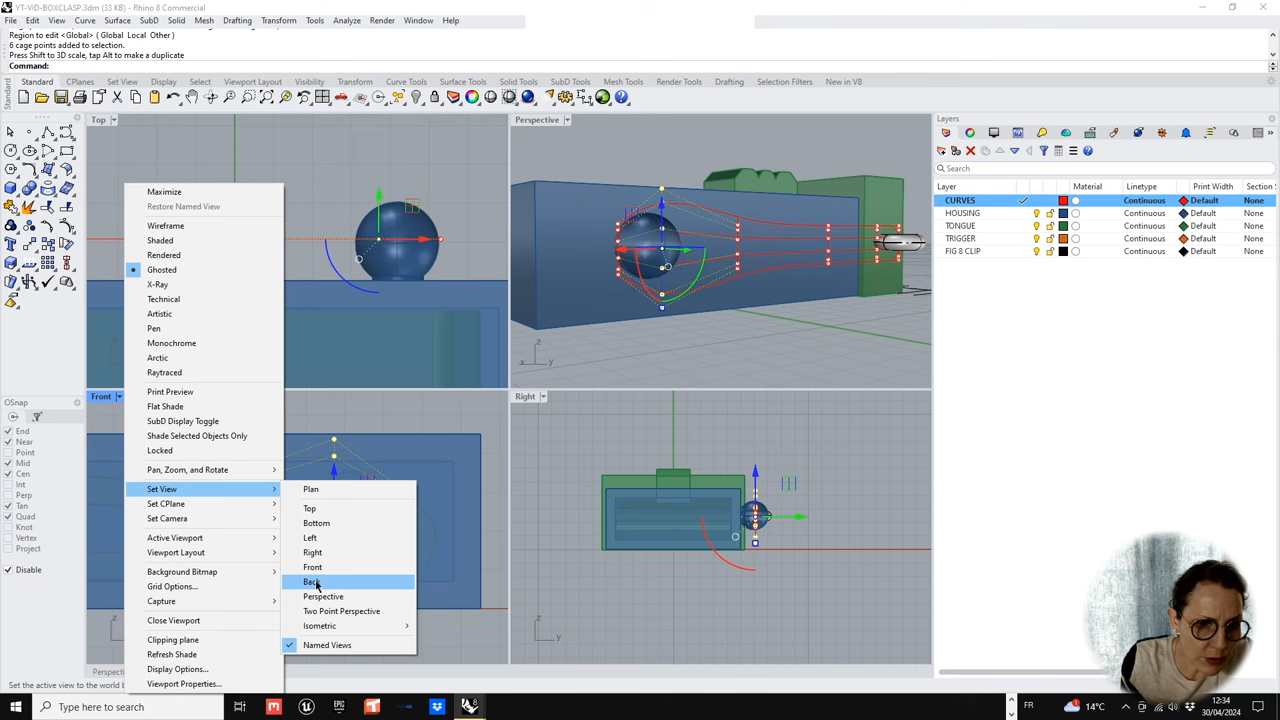 YT-VID-BOXCLASP.3dm (33 KB) - Rhino 8 Commercial
File Edit View Curve Surface SubD Solid Mesh Drafting Transform Tools Analyze Render Window Help
Region to edit <Global> ( Global Local Other )
6 cage points added to selection.
Press Shift to 3D scale, tap Alt to make a duplicate
Command:
Standard CPlanes Set View Display Select Viewport Layout Visibility Transform Curve Tools Surface Tools Solid Tools SubD Tools Mesh Tools Render Tools Drafting Selection Filters New in V8
Standard
Top
Perspective
Front
Right
Maximize
Restore Named View
Wireframe
Shaded
Rendered
Ghosted
X-Ray
Technical
Artistic
Pen
Monochrome
Arctic
Raytraced
Print Preview
Flat Shade
SubD Display Toggle
Shade Selected Objects Only
Locked
Pan, Zoom, and Rotate
Set View
Set CPlane
Set Camera
Active Viewport
Viewport Layout
Background Bitmap
Grid Options...
Capture
Close Viewport
Clipping plane
Refresh Shade
Display Options...
Viewport Properties...
Plan
Top
Bottom
Left
Right
Front
Back
Perspective
Two Point Perspective
Isometric
Named Views
OSnap
End
Near
Point
Mid
Cen
Int
Perp
Tan
Quad
Knot
Vertex
Project
Disable
z
x
y
z
y
Layers
Search
Layer Material Linetype Print Width Section
CURVES Continuous Default None
HOUSING Continuous Default None
TONGUE Continuous Default None
TRIGGER Continuous Default None
FIG 8 CLIP Continuous Default None
Set the active view to the world b
Type here to search
14°C
FR
12:34
30/04/2024